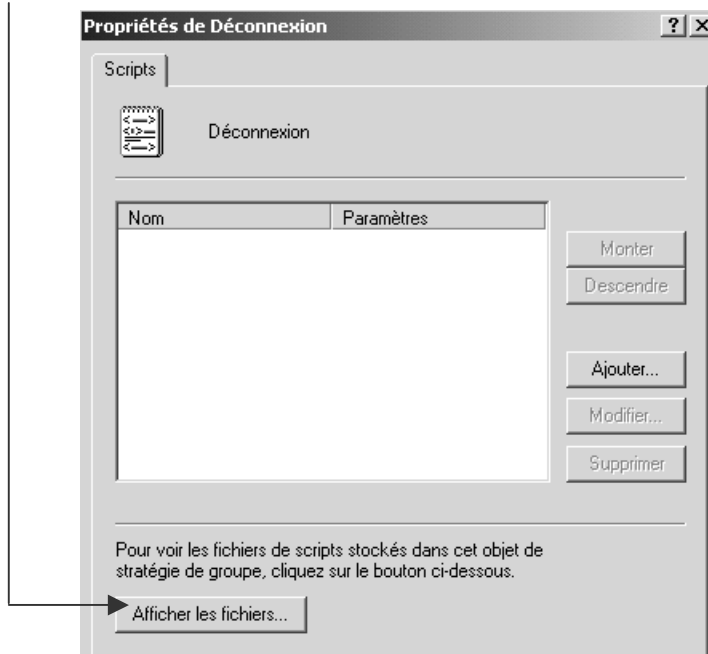 Propriétés de Déconnexion
Scripts
Déconnexion
Nom Paramètres
Monter
Descendre
Ajouter...
Modifier...
Supprimer
Pour voir les fichiers de scripts stockés dans cet objet de
stratégie de groupe, cliquez sur le bouton ci-dessous.
Afficher les fichiers...